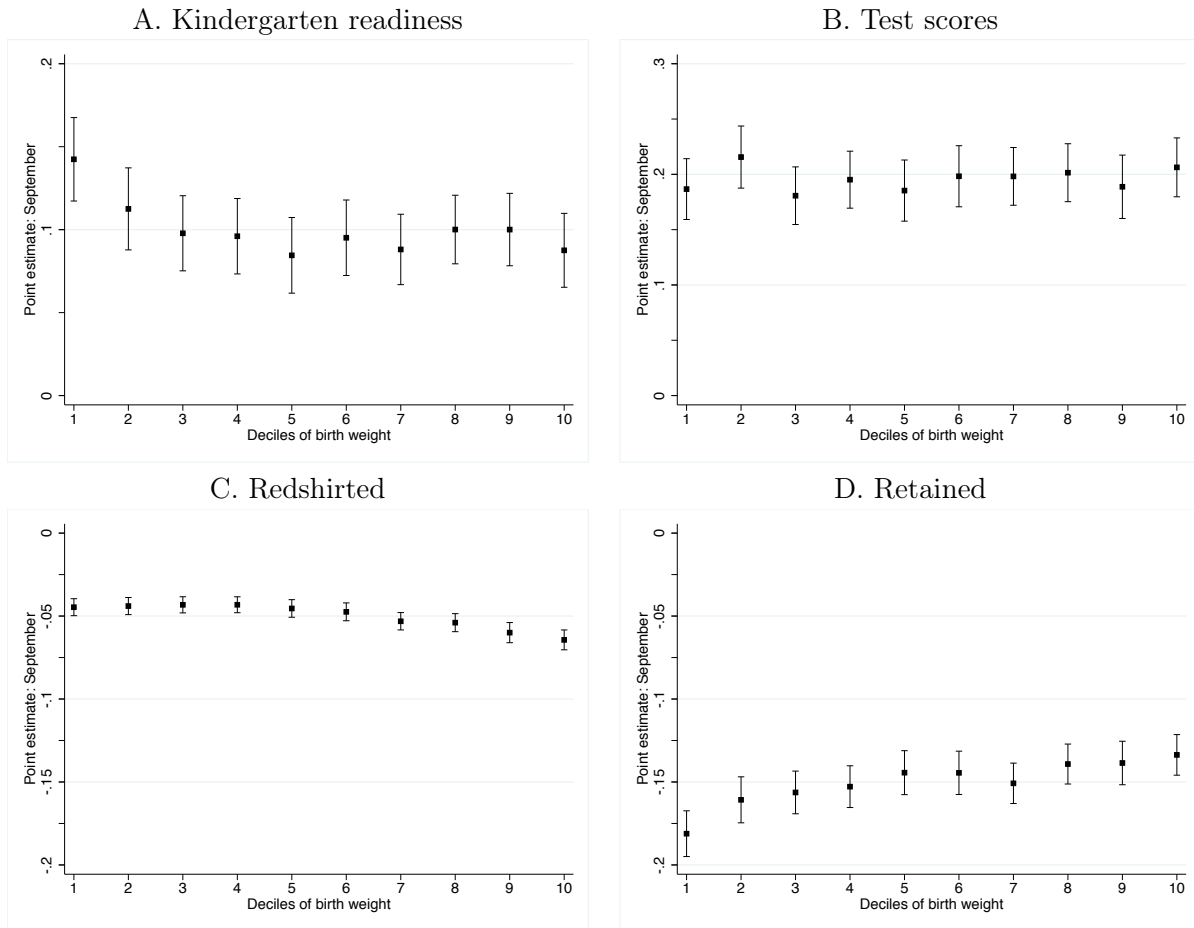 A. Kindergarten readiness
Point estimate: September
.2
.1
0
1 2 3 4 5 6 7 8 9 10
Deciles of birth weight
B. Test scores
Point estimate: September
.3
.2
.1
0
1 2 3 4 5 6 7 8 9 10
Deciles of birth weight
C. Redshirted
Point estimate: September
0
-.05
-.1
-.15
-.2
1 2 3 4 5 6 7 8 9 10
Deciles of birth weight
D. Retained
Point estimate: September
0
-.05
-.1
-.15
-.2
1 2 3 4 5 6 7 8 9 10
Deciles of birth weight